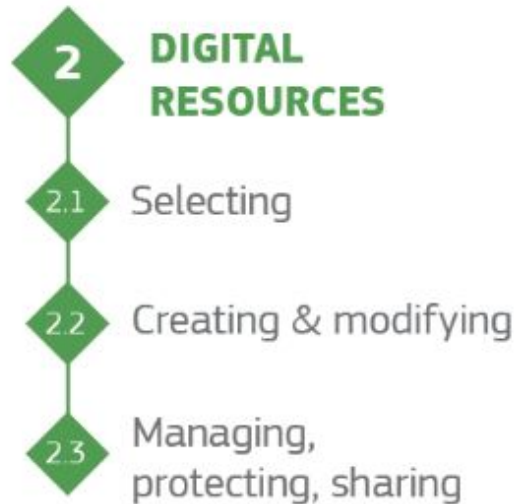 2 DIGITAL
RESOURCES
2.1 Selecting
2.2 Creating & modifying
2.3 Managing,
protecting, sharing